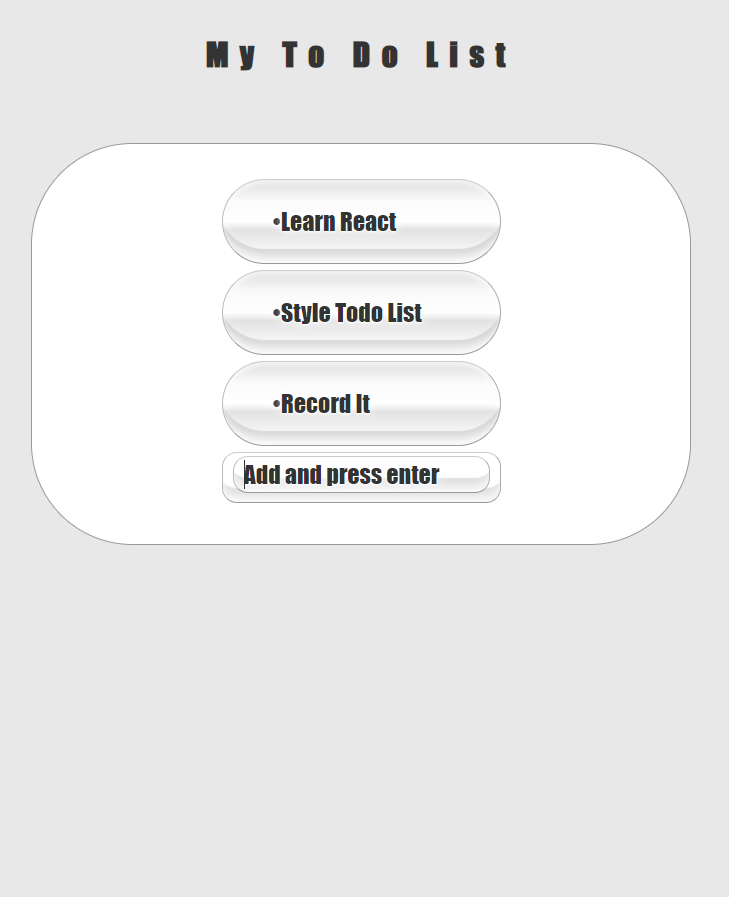 My To Do List
•Learn React
•Style Todo List
•Record It
Add and press enter